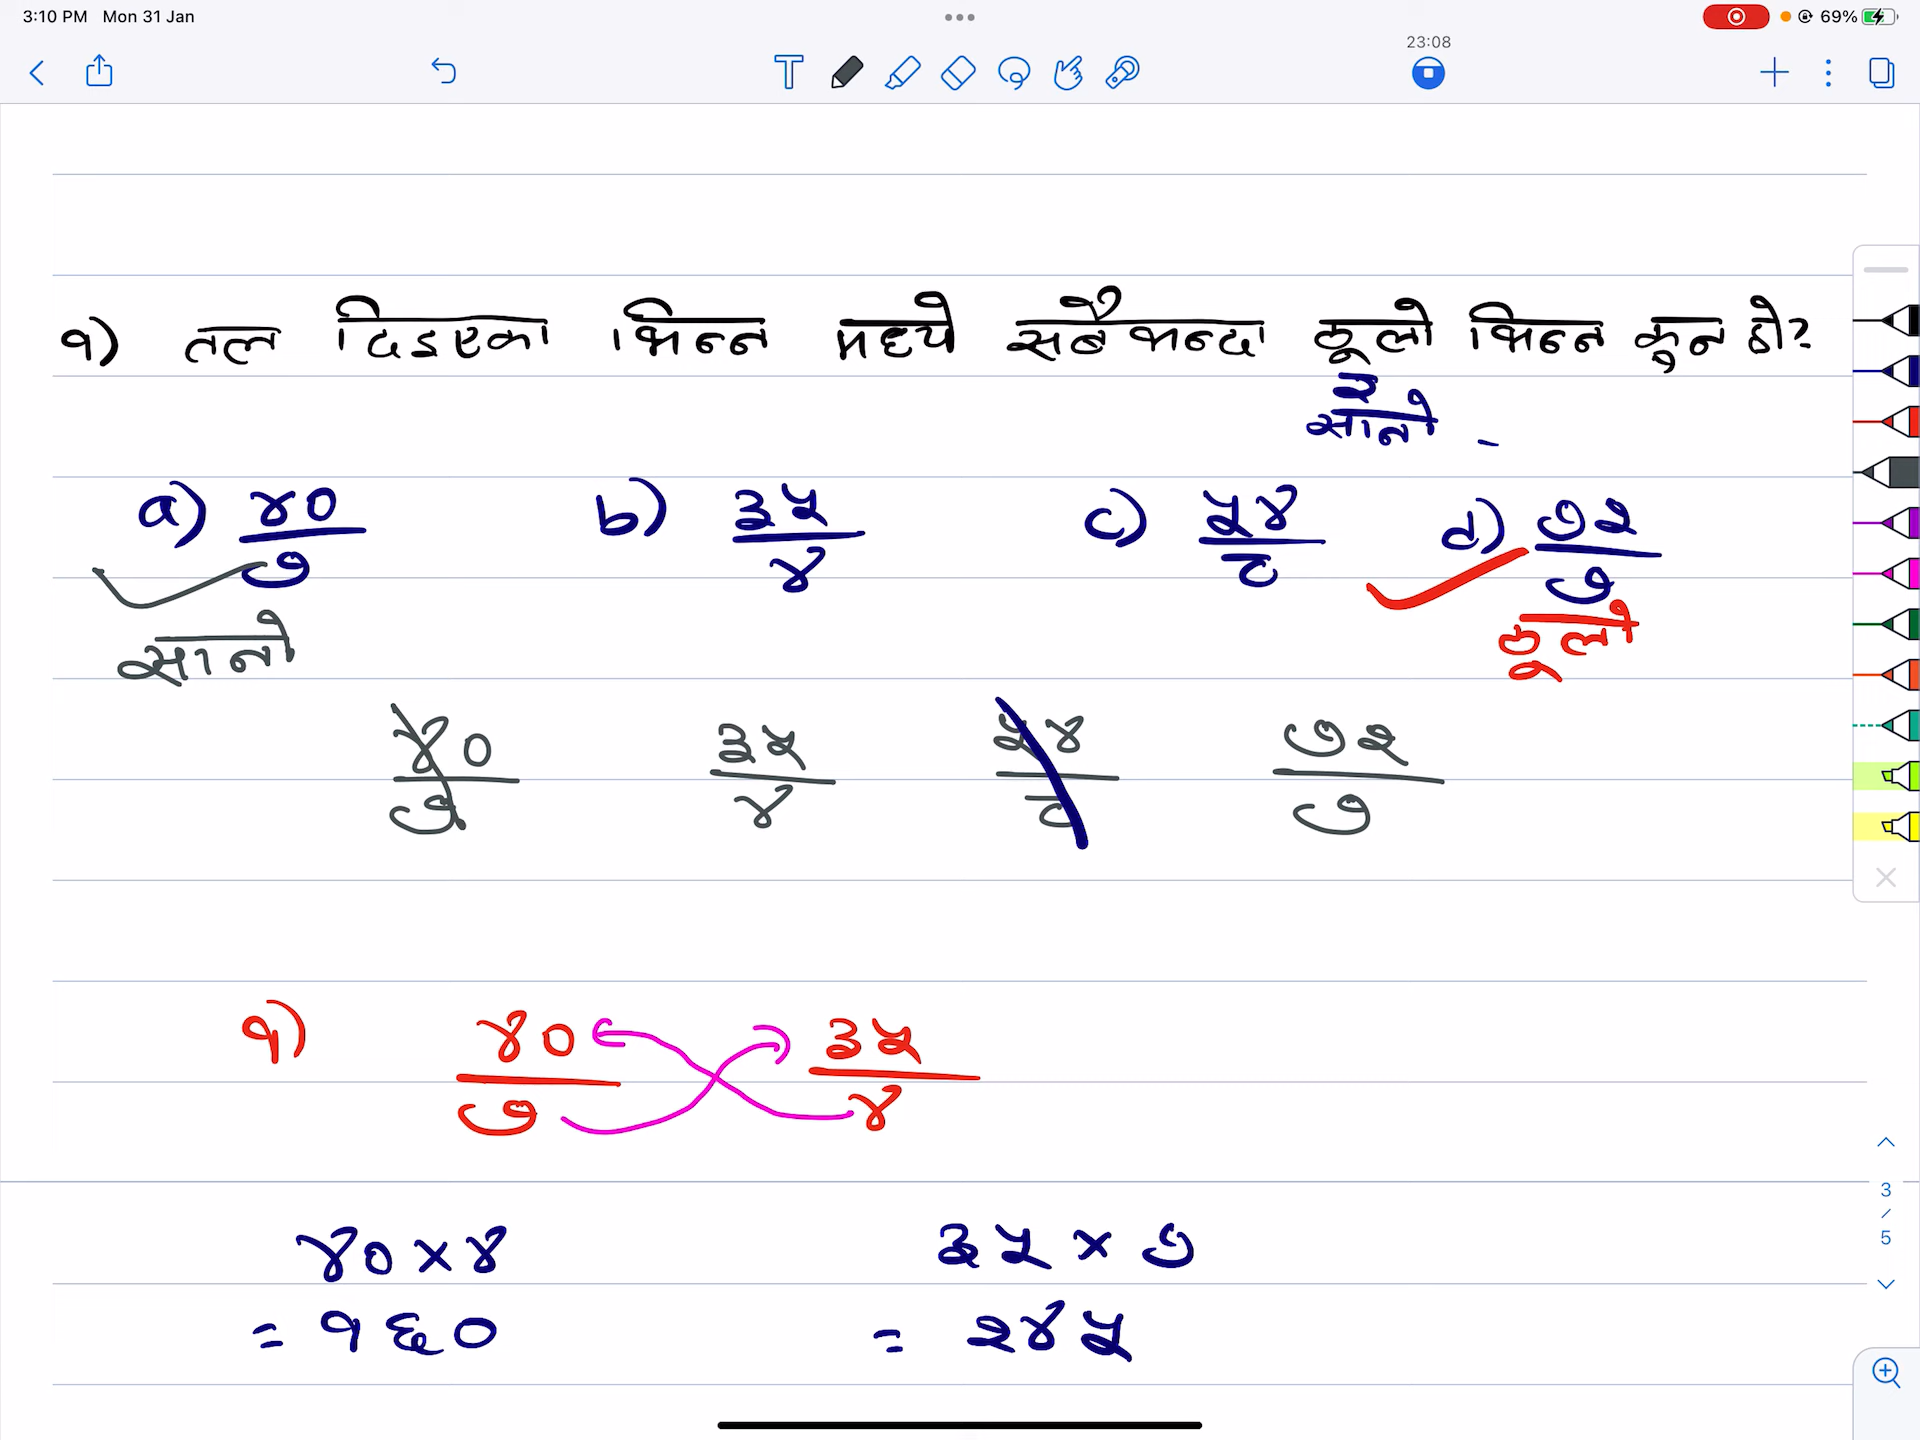 3:10 PM Mon 31 Jan
69%
23:08
१) तल दिइएका भिन्न मध्ये सबैभन्दा ठूलो भिन्न कुन हो?
र
सानो -
a) ४०/७ b) ३५/४ c) ५४/८ d) ७२/७
सानो ठूलो
४०/७ ३५/४ ५४/८ ७२/७
१) ४०/७ ३५/४
४० × ४ ३५ × ७
= १६० = २४५
3
/
5